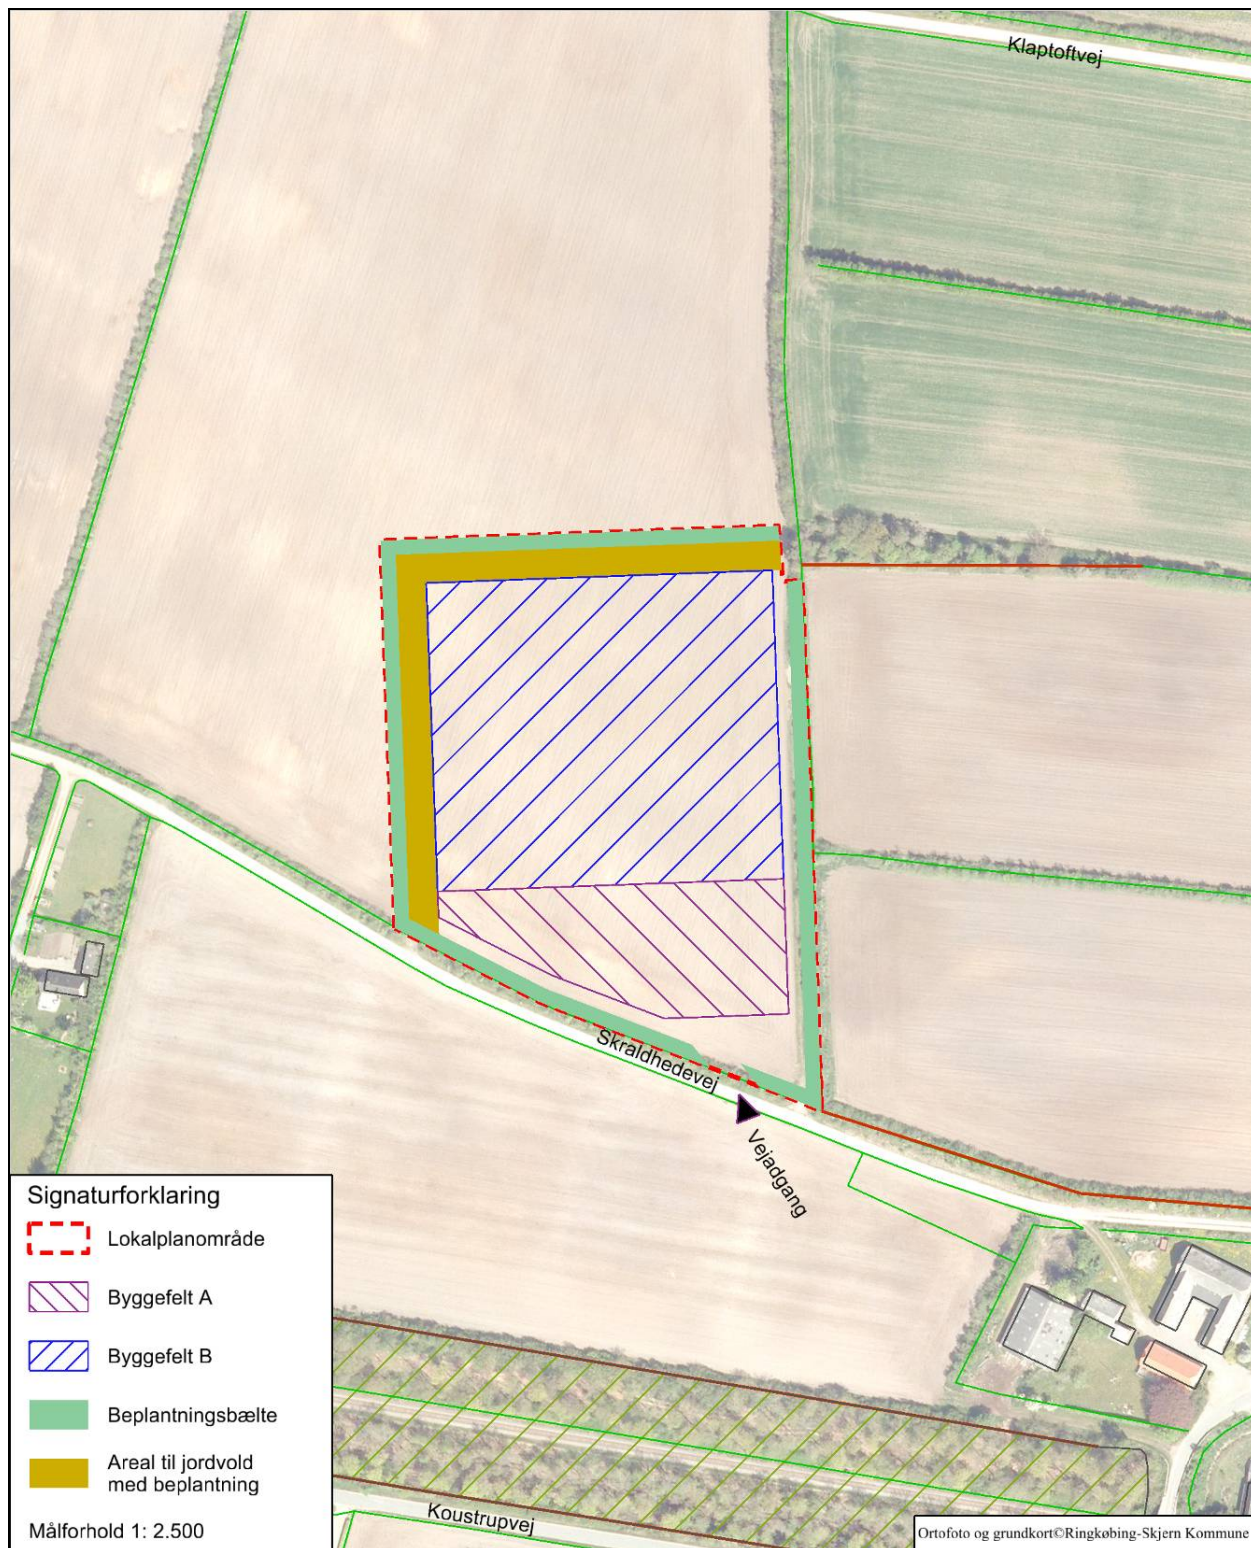 Klaptoftvej
Skraldhedevej
Vejadgang
Signaturforklaring
Lokalplanområde
Byggefelt A
Byggefelt B
Beplantningsbælte
Areal til jordvold
med beplantning
Målforhold 1: 2.500
Koustrupvej
Ortofoto og grundkort©Ringkøbing-Skjern Kommune